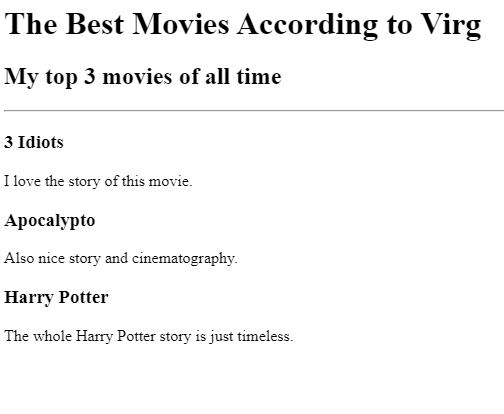 The Best Movies According to Virg
My top 3 movies of all time
3 Idiots
I love the story of this movie.
Apocalypto
Also nice story and cinematography.
Harry Potter
The whole Harry Potter story is just timeless.